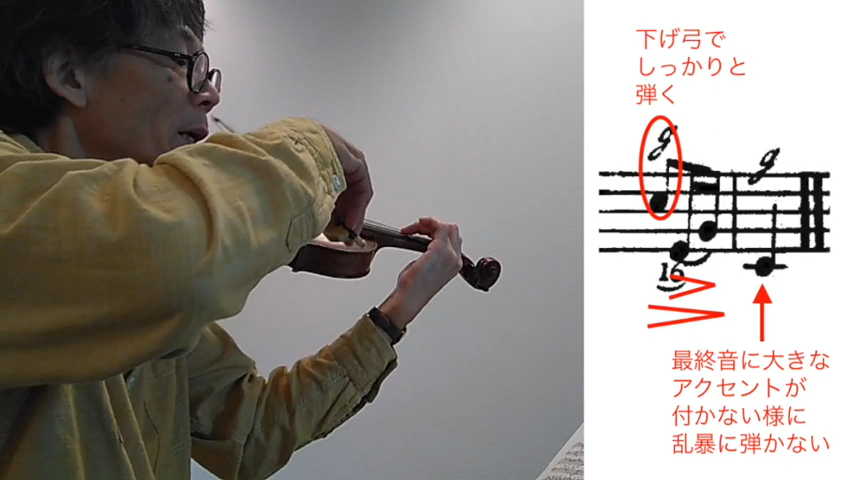 下げ弓で
しっかりと
弾く
g g
16
最終音に大きな
アクセントが
付かない様に
乱暴に弾かない